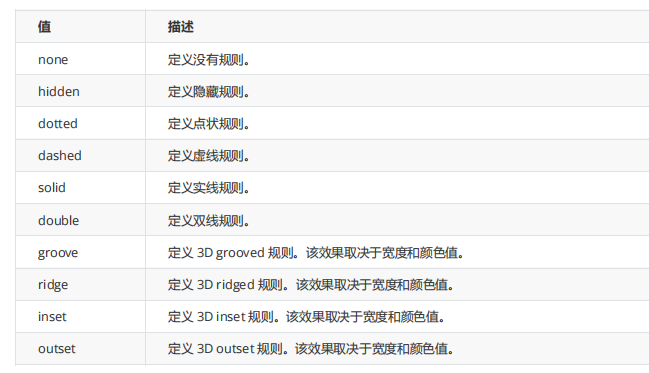 值 描述
none 定义没有规则。
hidden 定义隐藏规则。
dotted 定义点状规则。
dashed 定义虚线规则。
solid 定义实线规则。
double 定义双线规则。
groove 定义 3D grooved 规则。该效果取决于宽度和颜色值。
ridge 定义 3D ridged 规则。该效果取决于宽度和颜色值。
inset 定义 3D inset 规则。该效果取决于宽度和颜色值。
outset 定义 3D outset 规则。该效果取决于宽度和颜色值。